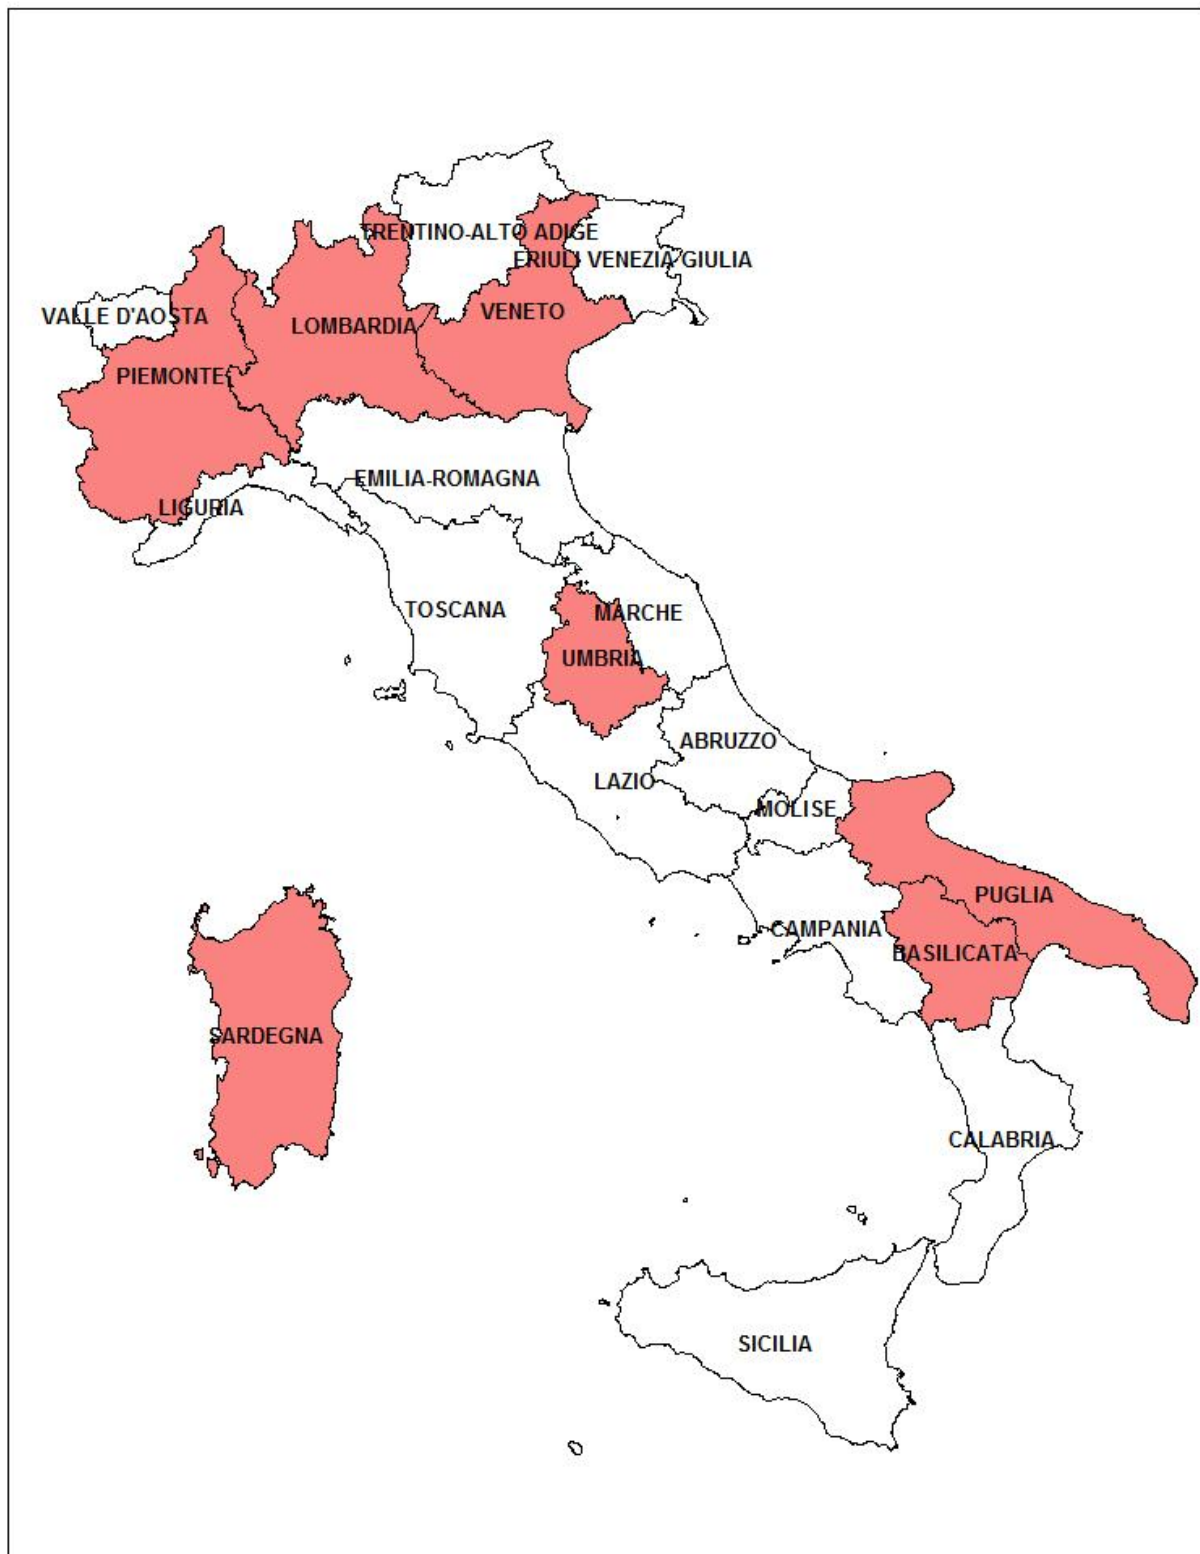 TRENTINO-ALTO ADIGE
FRIULI VENEZIA GIULIA
VALLE D'AOSTA
LOMBARDIA
VENETO
PIEMONTE
EMILIA-ROMAGNA
LIGURIA
TOSCANA
MARCHE
UMBRIA
ABRUZZO
LAZIO
MOLISE
PUGLIA
CAMPANIA
BASILICATA
SARDEGNA
CALABRIA
SICILIA